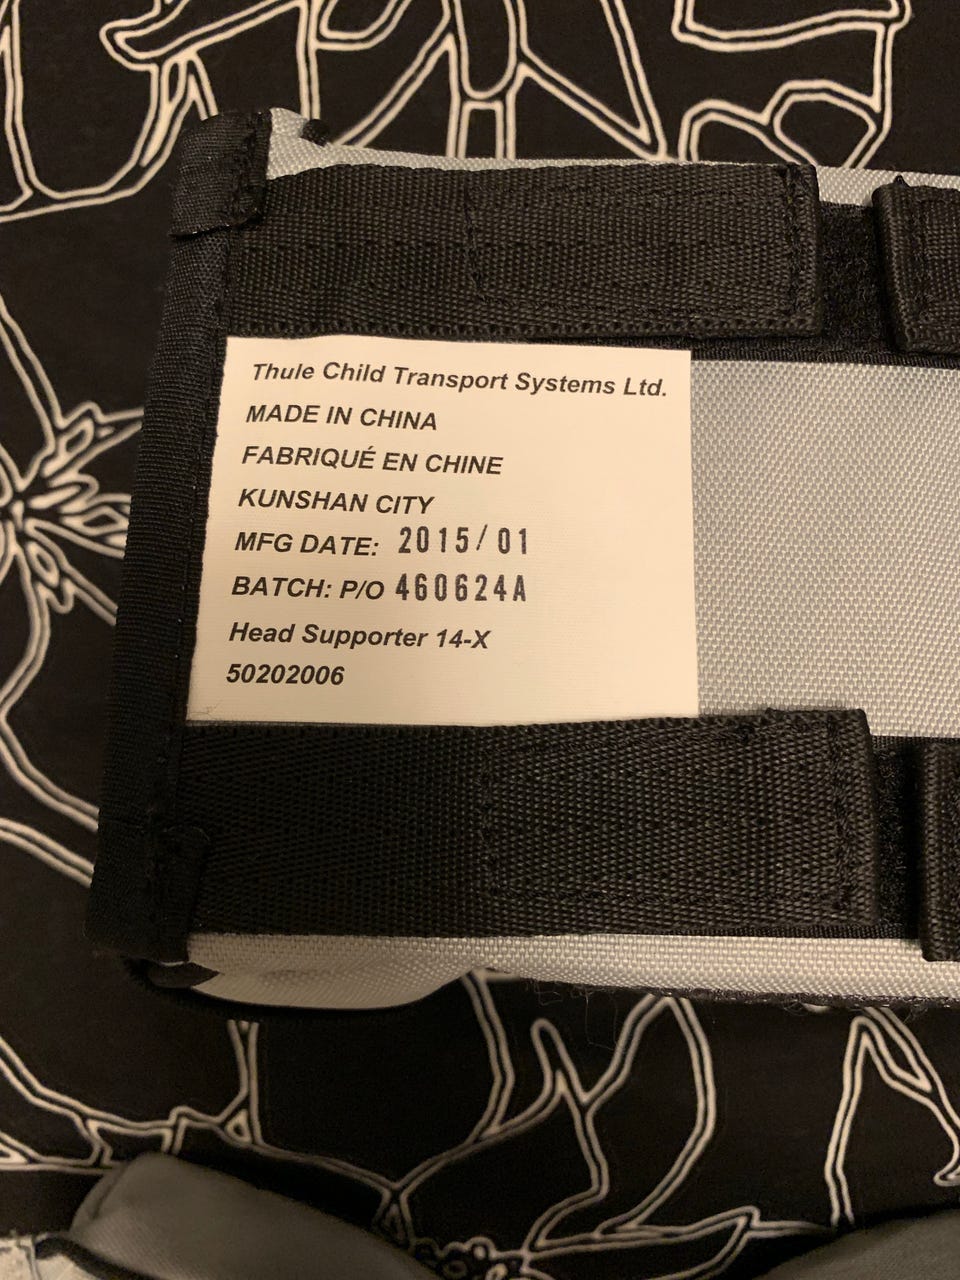 Thule Child Transport Systems Ltd.
MADE IN CHINA
FABRIQUÉ EN CHINE
KUNSHAN CITY
MFG DATE: 2015/01
BATCH: P/O 460624A
Head Supporter 14-X
50202006